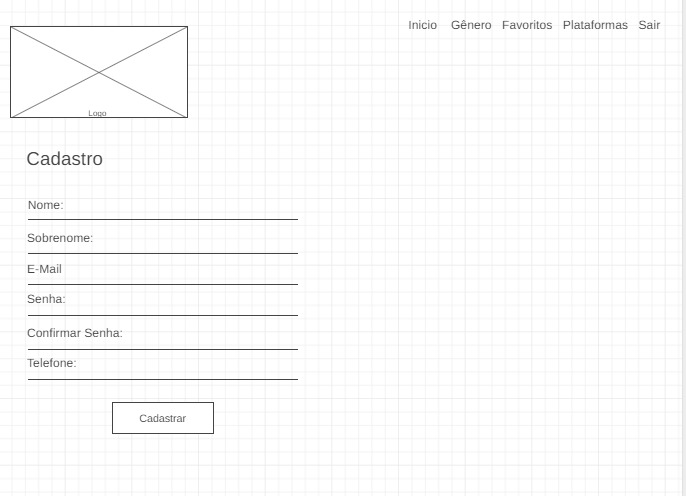 Inicio Gênero Favoritos Plataformas Sair
Logo
Cadastro
Nome:
Sobrenome:
E-Mail
Senha:
Confirmar Senha:
Telefone:
Cadastrar